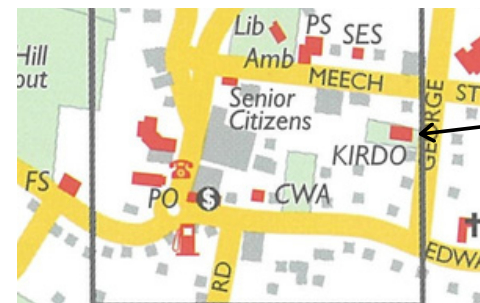 Lib
PS
SES
Hill
out
Amb
MEECH
ST
Senior
Citizens
GEORGE
KIRDO
FS
PO
$
CWA
RD
EDWA